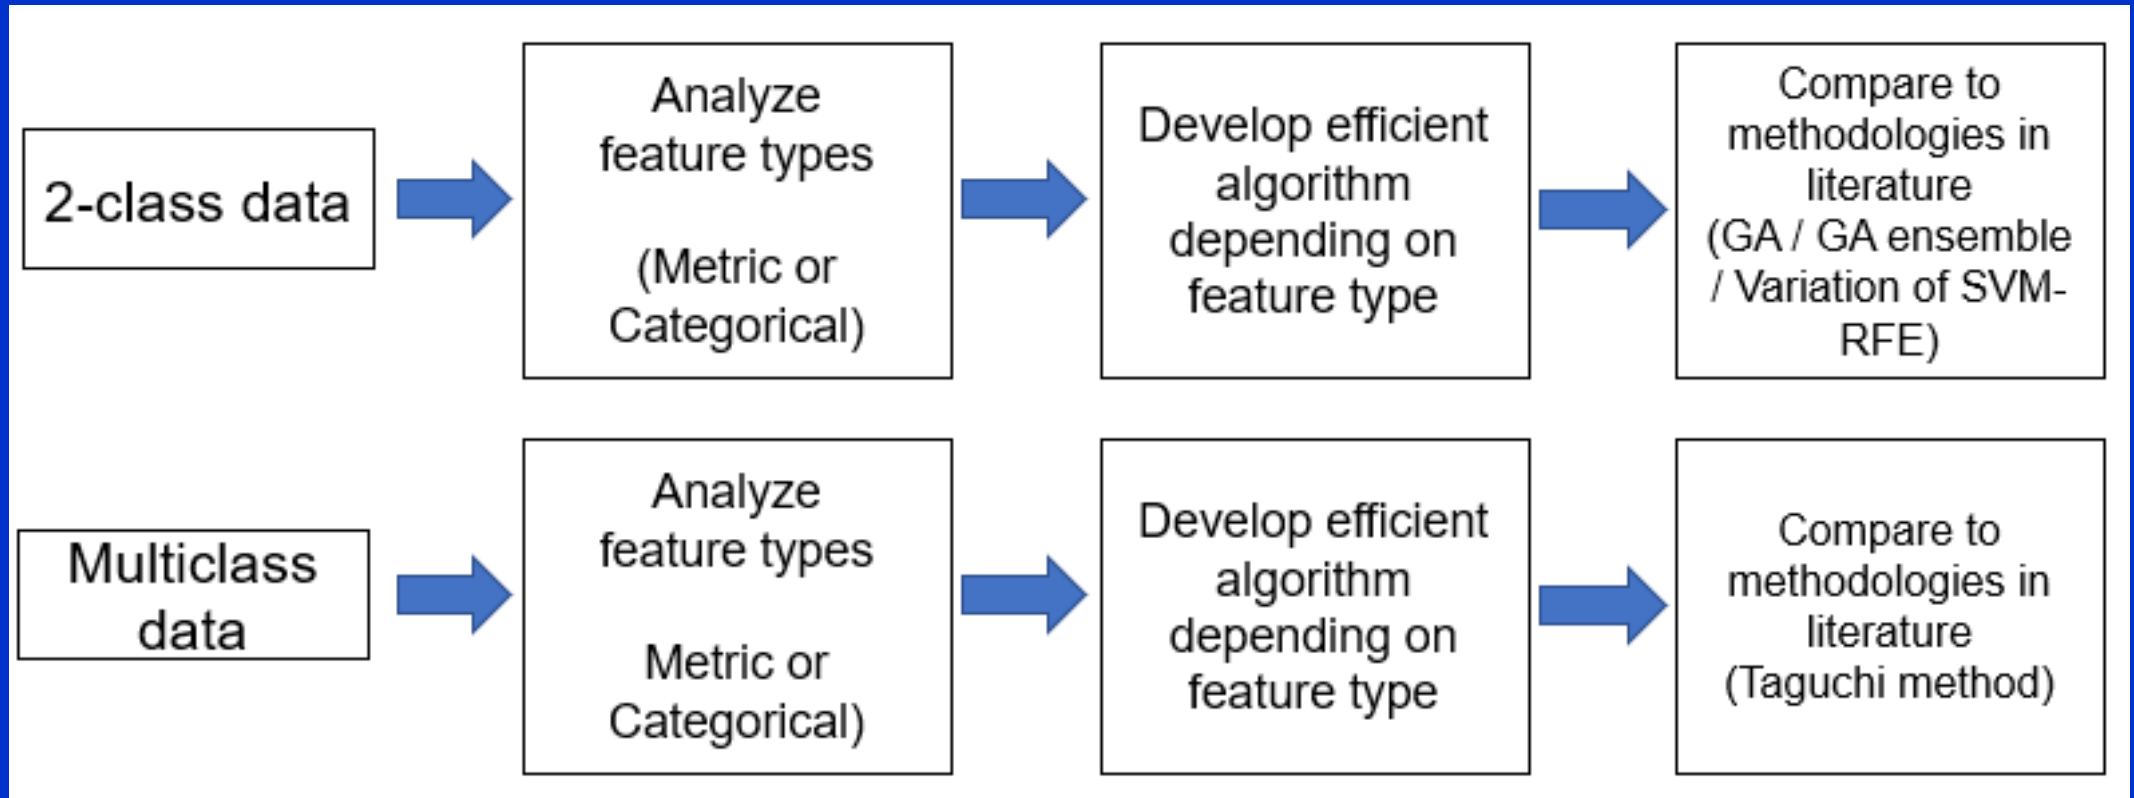 2-class data
Analyze
feature types
(Metric or
Categorical)
Develop efficient
algorithm
depending on
feature type
Compare to
methodologies in
literature
(GA / GA ensemble
/ Variation of SVM-
RFE)
Multiclass
data
Analyze
feature types
Metric or
Categorical)
Develop efficient
algorithm
depending on
feature type
Compare to
methodologies in
literature
(Taguchi method)